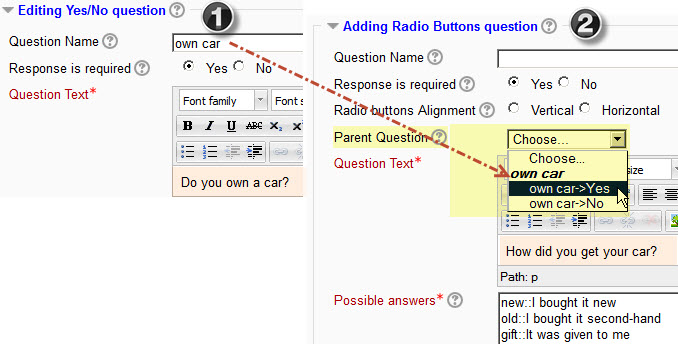 Editing Yes/No question
1
Question Name
own car
Response is required
Yes No
Question Text*
Font family
Font s
B I U ABC x₂ x
Do you own a car?
Adding Radio Buttons question
2
Question Name
Response is required
Yes No
Radio buttons Alignment
Vertical Horizontal
Parent Question
Choose...
Choose...
own car
own car->Yes
own car->No
Question Text*
size
How did you get your car?
Path: p
Possible answers*
new::I bought it new
old::I bought it second-hand
gift::It was given to me